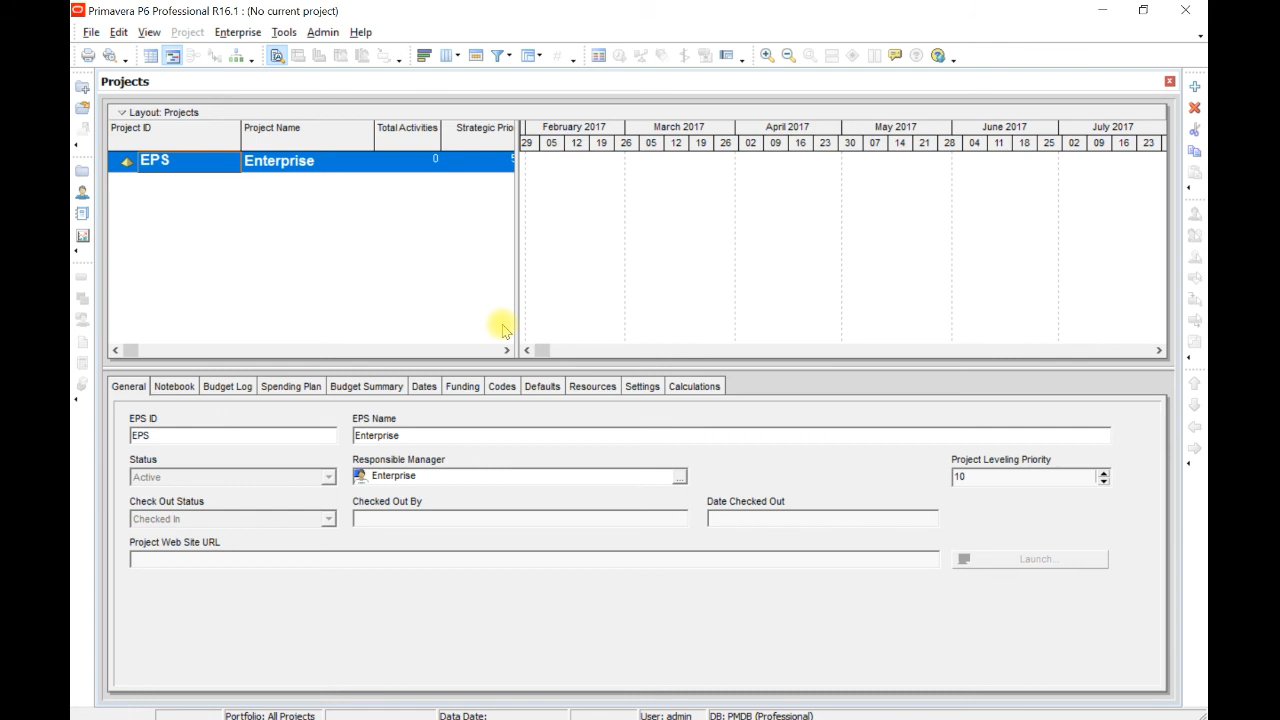 Primavera P6 Professional R16.1 : (No current project)
File Edit View Project Enterprise Tools Admin Help
Projects
Layout: Projects
Project ID Project Name Total Activities Strategic Prio
February 2017 March 2017 April 2017 May 2017 June 2017 July 2017
29 05 12 19 26 05 12 19 26 02 09 16 23 30 07 14 21 28 04 11 18 25 02 09 16 23
EPS Enterprise 0
General Notebook Budget Log Spending Plan Budget Summary Dates Funding Codes Defaults Resources Settings Calculations
EPS ID EPS Name
EPS Enterprise
Status Responsible Manager Project Leveling Priority
Active Enterprise ... 10
Check Out Status Checked Out By Date Checked Out
Checked In
Project Web Site URL
Launch...
Portfolio: All Projects Data Date: User: admin DB: PMDB (Professional)